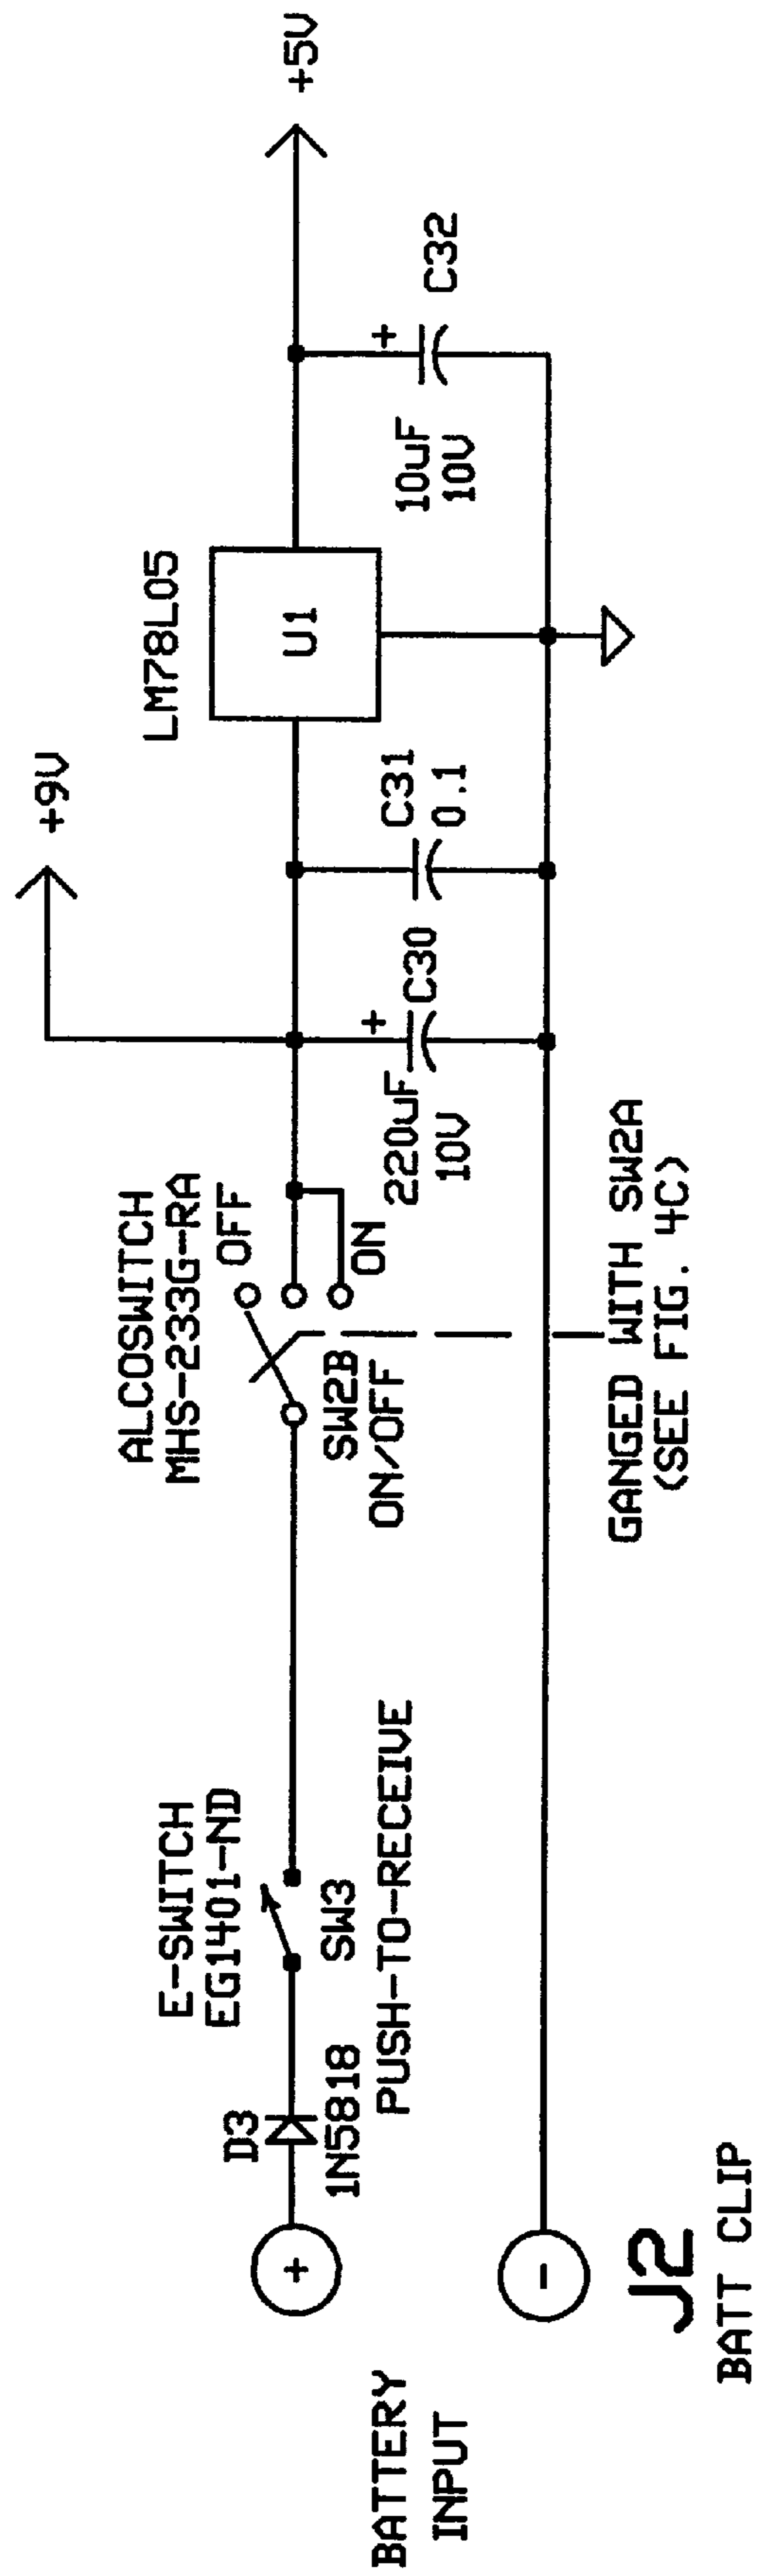 BATTERY
INPUT
+
-
J2
BATT CLIP
D3
1N5818
E-SWITCH
EG1401-ND
SW3
PUSH-TO-RECEIVE
ALCOSWITCH
MHS-233G-RA
OFF
ON
SW2B
ON/OFF
GANGED WITH SW2A
(SEE FIG. 4C)
+9V
+
C30
220uF
10V
C31
0.1
LM78L05
U1
+
C32
10uF
10V
+5V